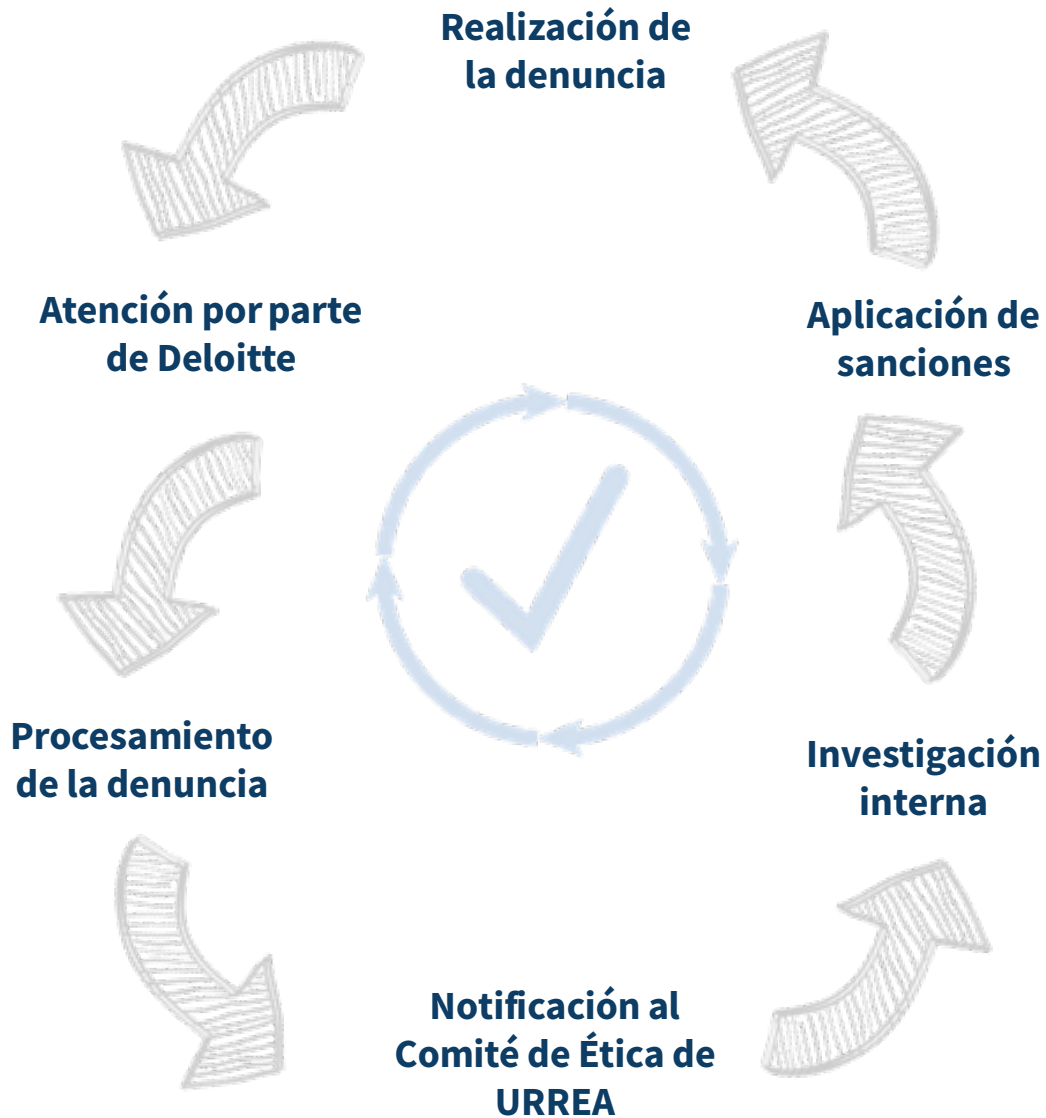 Realización de
la denuncia
Atención por parte
de Deloitte
Aplicación de
sanciones
Procesamiento
de la denuncia
Investigación
interna
Notificación al
Comité de Ética de
URREA